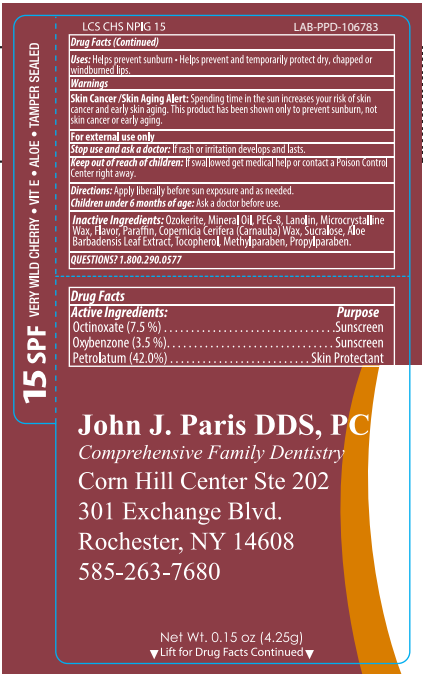 LCS CHS NPIG 15 LAB-PPD-106783
Drug Facts (Continued)
Uses: Helps prevent sunburn • Helps prevent and temporarily protect dry, chapped or
windburned lips.
Warnings
Skin Cancer /Skin Aging Alert: Spending time in the sun increases your risk of skin
cancer and early skin aging. This product has been shown only to prevent sunburn, not
skin cancer or early aging.
For external use only
Stop use and ask a doctor: If rash or irritation develops and lasts.
Keep out of reach of children: If swallowed get medical help or contact a Poison Control
Center right away.
Directions: Apply liberally before sun exposure and as needed.
Children under 6 months of age: Ask a doctor before use.
Inactive Ingredients: Ozokerite, Mineral Oil, PEG-8, Lanolin, Microcrystalline
Wax, Flavor, Paraffin, Copernicia Cerifera (Carnauba) Wax, Sucralose, Aloe
Barbadensis Leaf Extract, Tocopherol, Methylparaben, Propylparaben.
QUESTIONS? 1.800.290.0577
15 SPF VERY WILD CHERRY • VIT E • ALOE • TAMPER SEALED
Drug Facts
Active Ingredients: Purpose
Octinoxate (7.5 %) . . . . . . . . . . . . . . . . . . . . . . . . . . . . . . Sunscreen
Oxybenzone (3.5 %) . . . . . . . . . . . . . . . . . . . . . . . . . . . . . Sunscreen
Petrolatum (42.0%) . . . . . . . . . . . . . . . . . . . . . . . . Skin Protectant
John J. Paris DDS, PC
Comprehensive Family Dentistry
Corn Hill Center Ste 202
301 Exchange Blvd.
Rochester, NY 14608
585-263-7680
Net Wt. 0.15 oz (4.25g)
▼ Lift for Drug Facts Continued ▼